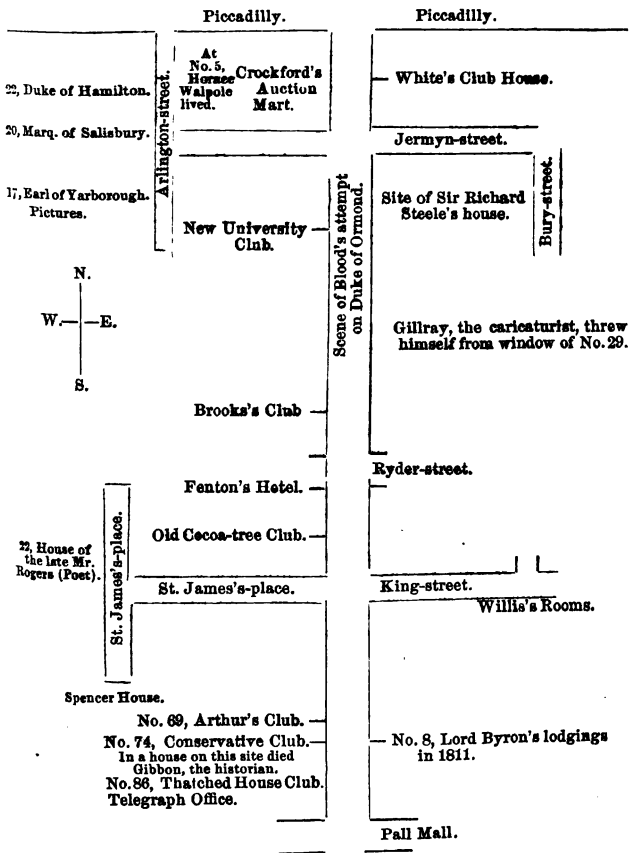 Piccadilly.
Piccadilly.
At
No. 5,
Horace
Walpole
lived.
Crockford's
Auction
Mart.
White's Club House.
22, Duke of Hamilton.
20, Marq. of Salisbury.
Arlington-street.
Jermyn-street.
17, Earl of Yarborough.
Pictures.
New University
Club.
Scene of Blood's attempt
on Duke of Ormond.
Site of Sir Richard
Steele's house.
Bury-street.
N.
W. E.
S.
Gillray, the caricaturist, threw
himself from window of No. 29.
Brooks's Club
Ryder-street.
Fenton's Hotel.
Old Cocoa-tree Club.
22, House of
the late Mr.
Rogers (Poet).
St. James's-place.
St. James's-place.
King-street.
Willis's Rooms.
Spencer House.
No. 69, Arthur's Club.
No. 74, Conservative Club.
In a house on this site died
Gibbon, the historian.
No. 86, Thatched House Club.
Telegraph Office.
No. 8, Lord Byron's lodgings
in 1811.
Pall Mall.